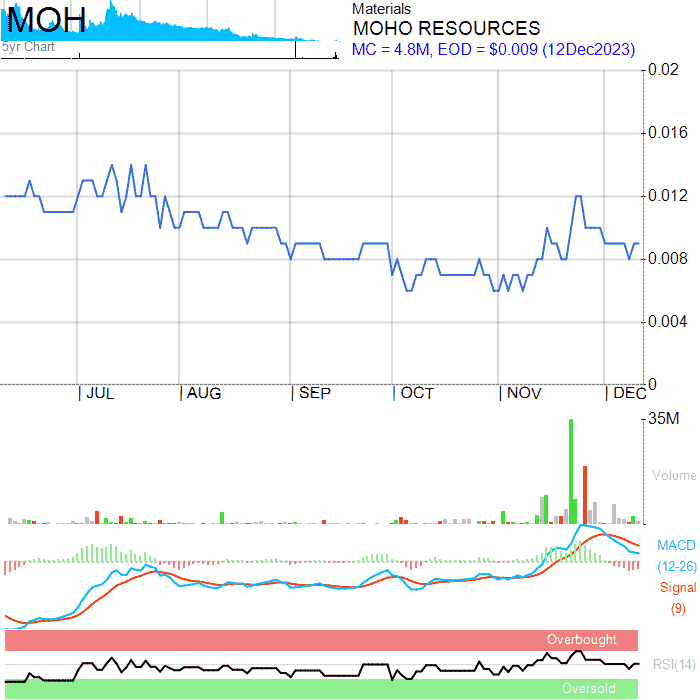 MOH
5yr Chart
Materials
MOHO RESOURCES
MC = 4.8M, EOD = $0.009 (12Dec2023)
0.02
0.016
0.012
0.008
0.004
0
JUL AUG SEP OCT NOV DEC
35M
Volume
MACD
(12-26)
Signal
(9)
Overbought
RSI(14)
Oversold